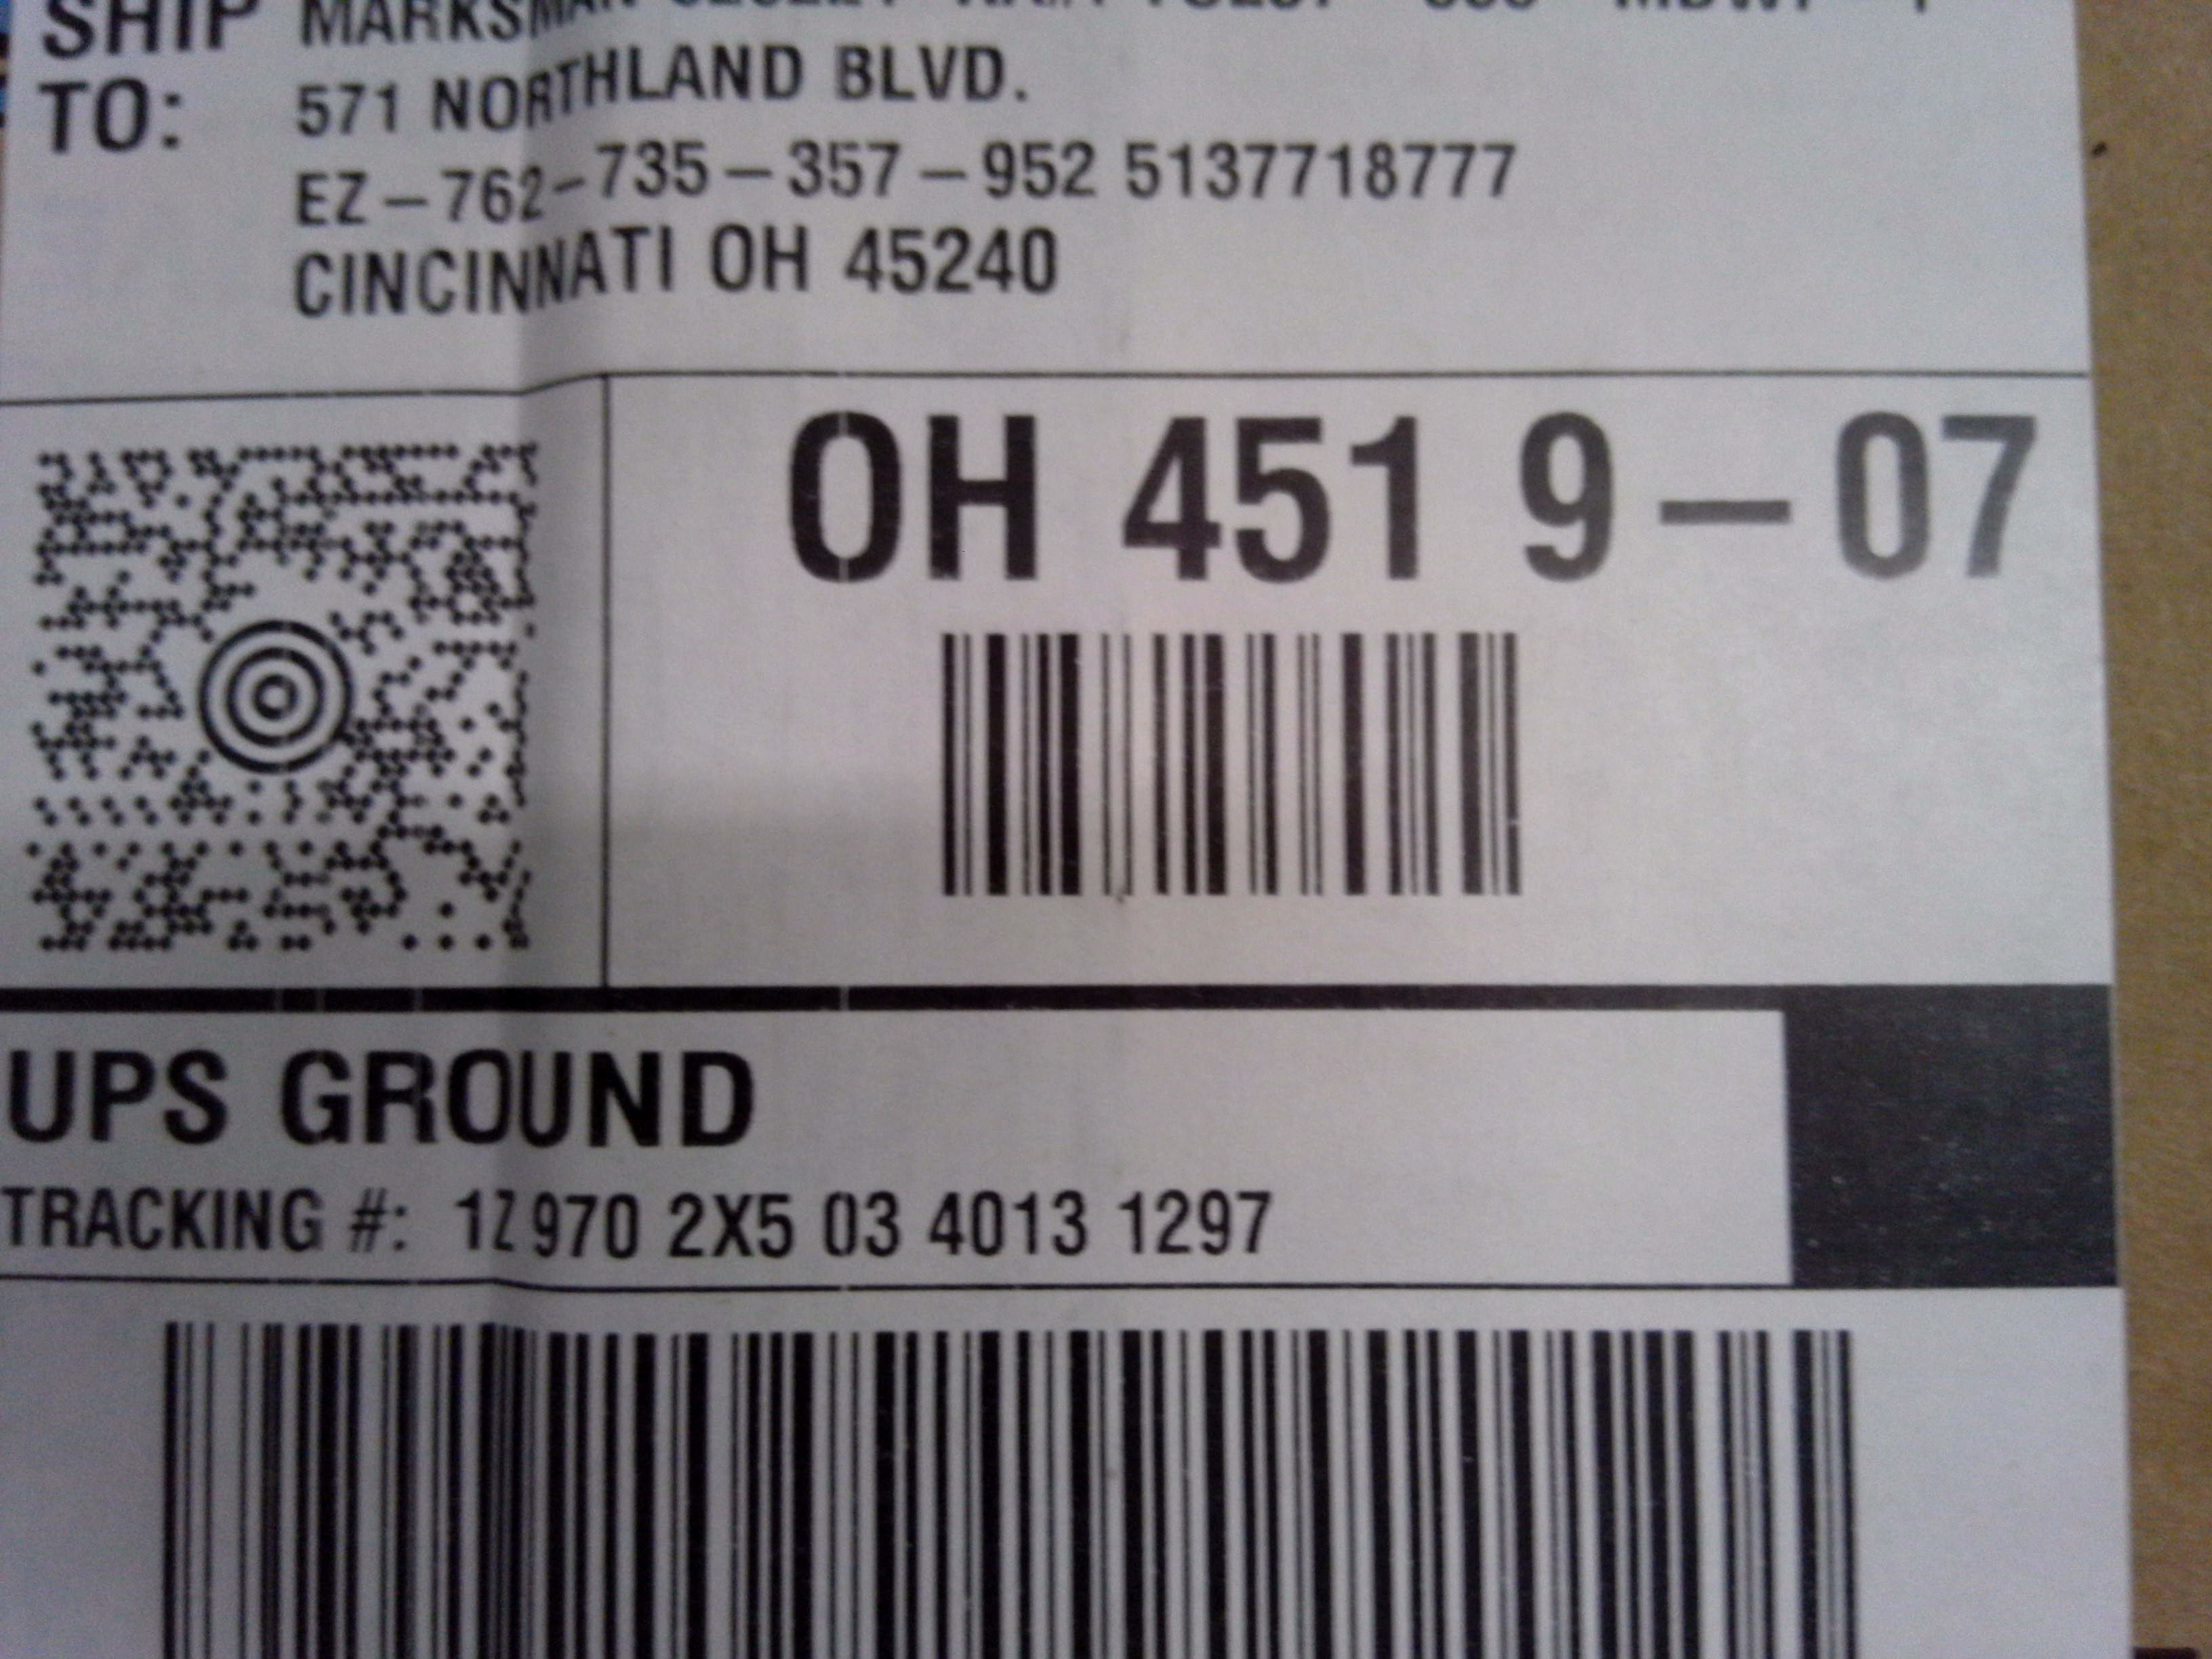 SHIP TO:
MARKSMAN
571 NORTHLAND BLVD.
EZ-762-735-357-952 5137718777
CINCINNATI OH 45240
OH 451 9-07
UPS GROUND
TRACKING #: 1Z 970 2X5 03 4013 1297